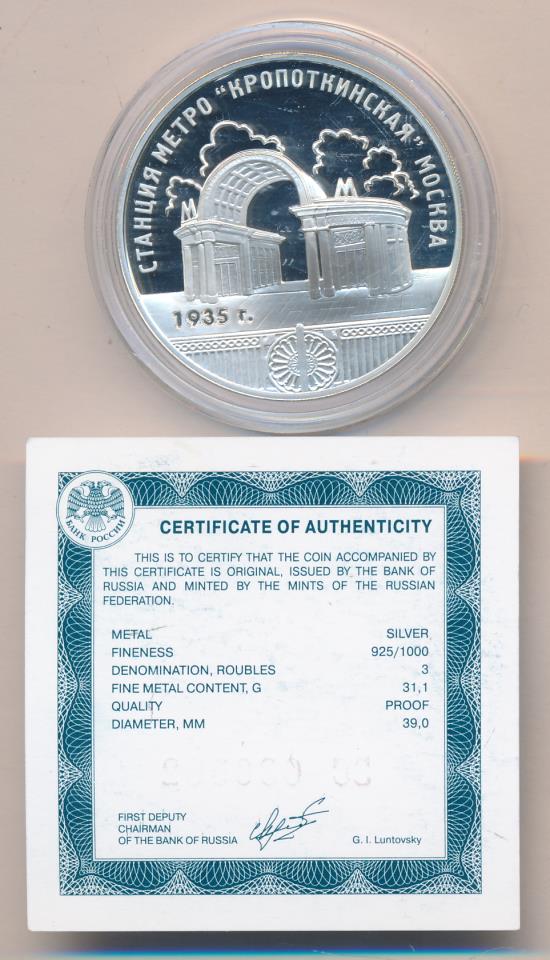 СТАНЦИЯ МЕТРО "КРОПОТКИНСКАЯ" МОСКВА
М
М
1935 г.
БАНК РОССИИ
CERTIFICATE OF AUTHENTICITY
THIS IS TO CERTIFY THAT THE COIN ACCOMPANIED BY
THIS CERTIFICATE IS ORIGINAL, ISSUED BY THE BANK OF
RUSSIA AND MINTED BY THE MINTS OF THE RUSSIAN
FEDERATION.
METAL SILVER
FINENESS 925/1000
DENOMINATION, ROUBLES 3
FINE METAL CONTENT, G 31,1
QUALITY PROOF
DIAMETER, MM 39,0
FIRST DEPUTY
CHAIRMAN
OF THE BANK OF RUSSIA G. I. Luntovsky